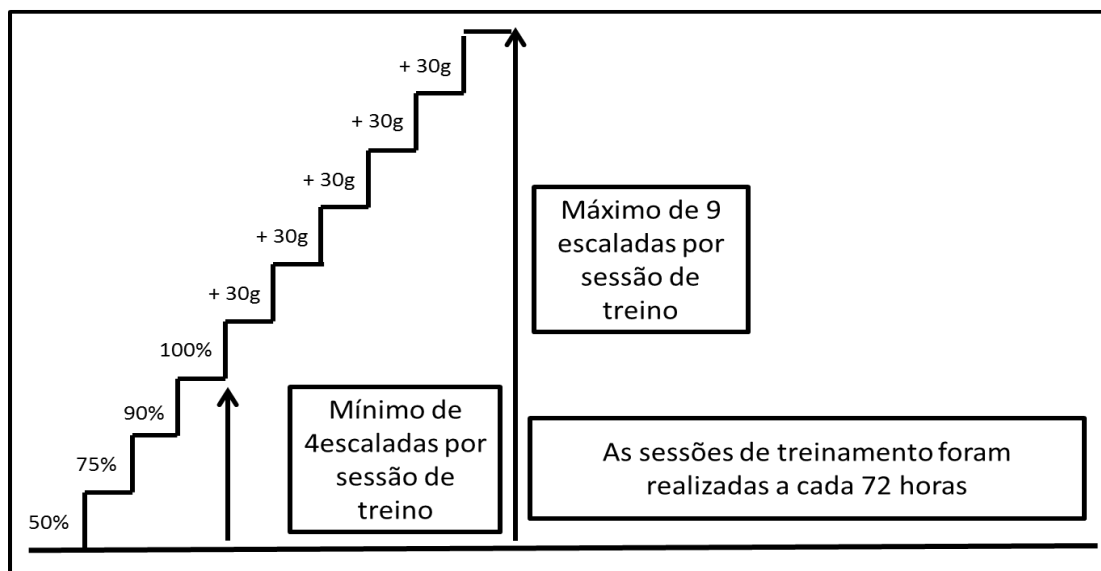 + 30g
+ 30g
+ 30g
+ 30g
+ 30g
100%
90%
75%
50%
Máximo de 9
escaladas por
sessão de
treino
Mínimo de
4escaladas por
sessão de
treino
As sessões de treinamento foram
realizadas a cada 72 horas